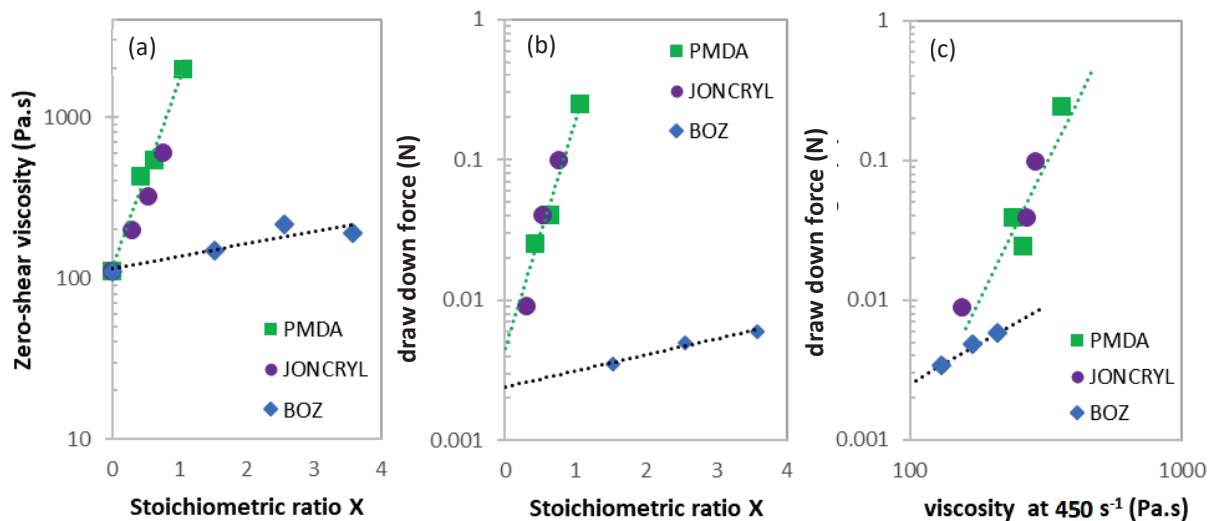 (a)
Zero-shear viscosity (Pa.s)
1000
100
10
PMDA
JONCRYL
BOZ
0 1 2 3 4
Stoichiometric ratio X
(b)
draw down force (N)
1
0.1
0.01
0.001
PMDA
JONCRYL
BOZ
0 1 2 3 4
Stoichiometric ratio X
(c)
draw down force (N)
1
0.1
0.01
0.001
PMDA
JONCRYL
BOZ
100 1000
viscosity at 450 s⁻¹ (Pa.s)